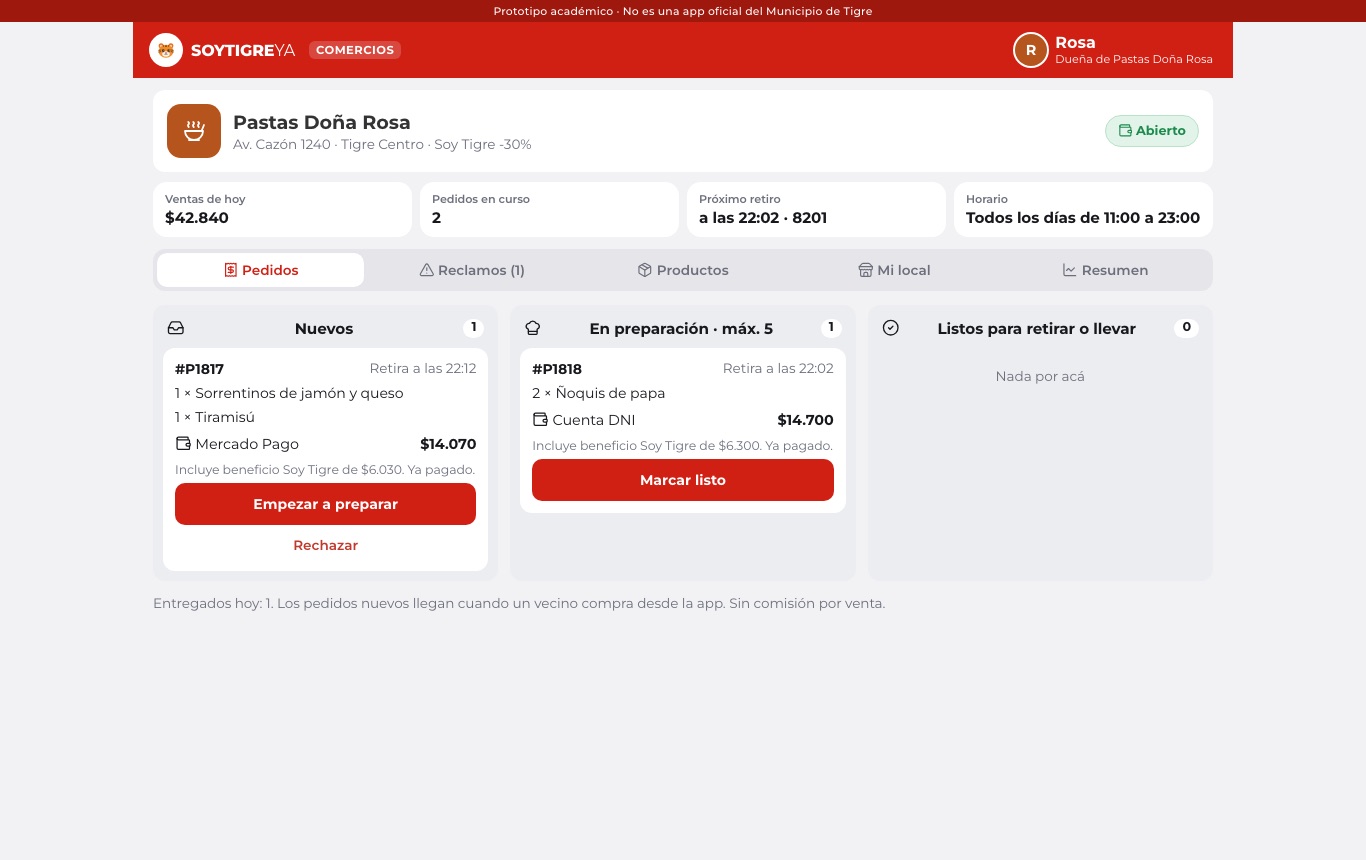 Prototipo académico · No es una app oficial del Municipio de Tigre
SOYTIGREYA COMERCIOS
R
Rosa
Dueña de Pastas Doña Rosa
Pastas Doña Rosa
Av. Cazón 1240 · Tigre Centro · Soy Tigre -30%
Abierto
Ventas de hoy
$42.840
Pedidos en curso
2
Próximo retiro
a las 22:02 · 8201
Horario
Todos los días de 11:00 a 23:00
Pedidos
Reclamos (1)
Productos
Mi local
Resumen
Nuevos 1
#P1817 Retira a las 22:12
1 × Sorrentinos de jamón y queso
1 × Tiramisú
Mercado Pago $14.070
Incluye beneficio Soy Tigre de $6.030. Ya pagado.
Empezar a preparar
Rechazar
En preparación · máx. 5 1
#P1818 Retira a las 22:02
2 × Ñoquis de papa
Cuenta DNI $14.700
Incluye beneficio Soy Tigre de $6.300. Ya pagado.
Marcar listo
Listos para retirar o llevar 0
Nada por acá
Entregados hoy: 1. Los pedidos nuevos llegan cuando un vecino compra desde la app. Sin comisión por venta.